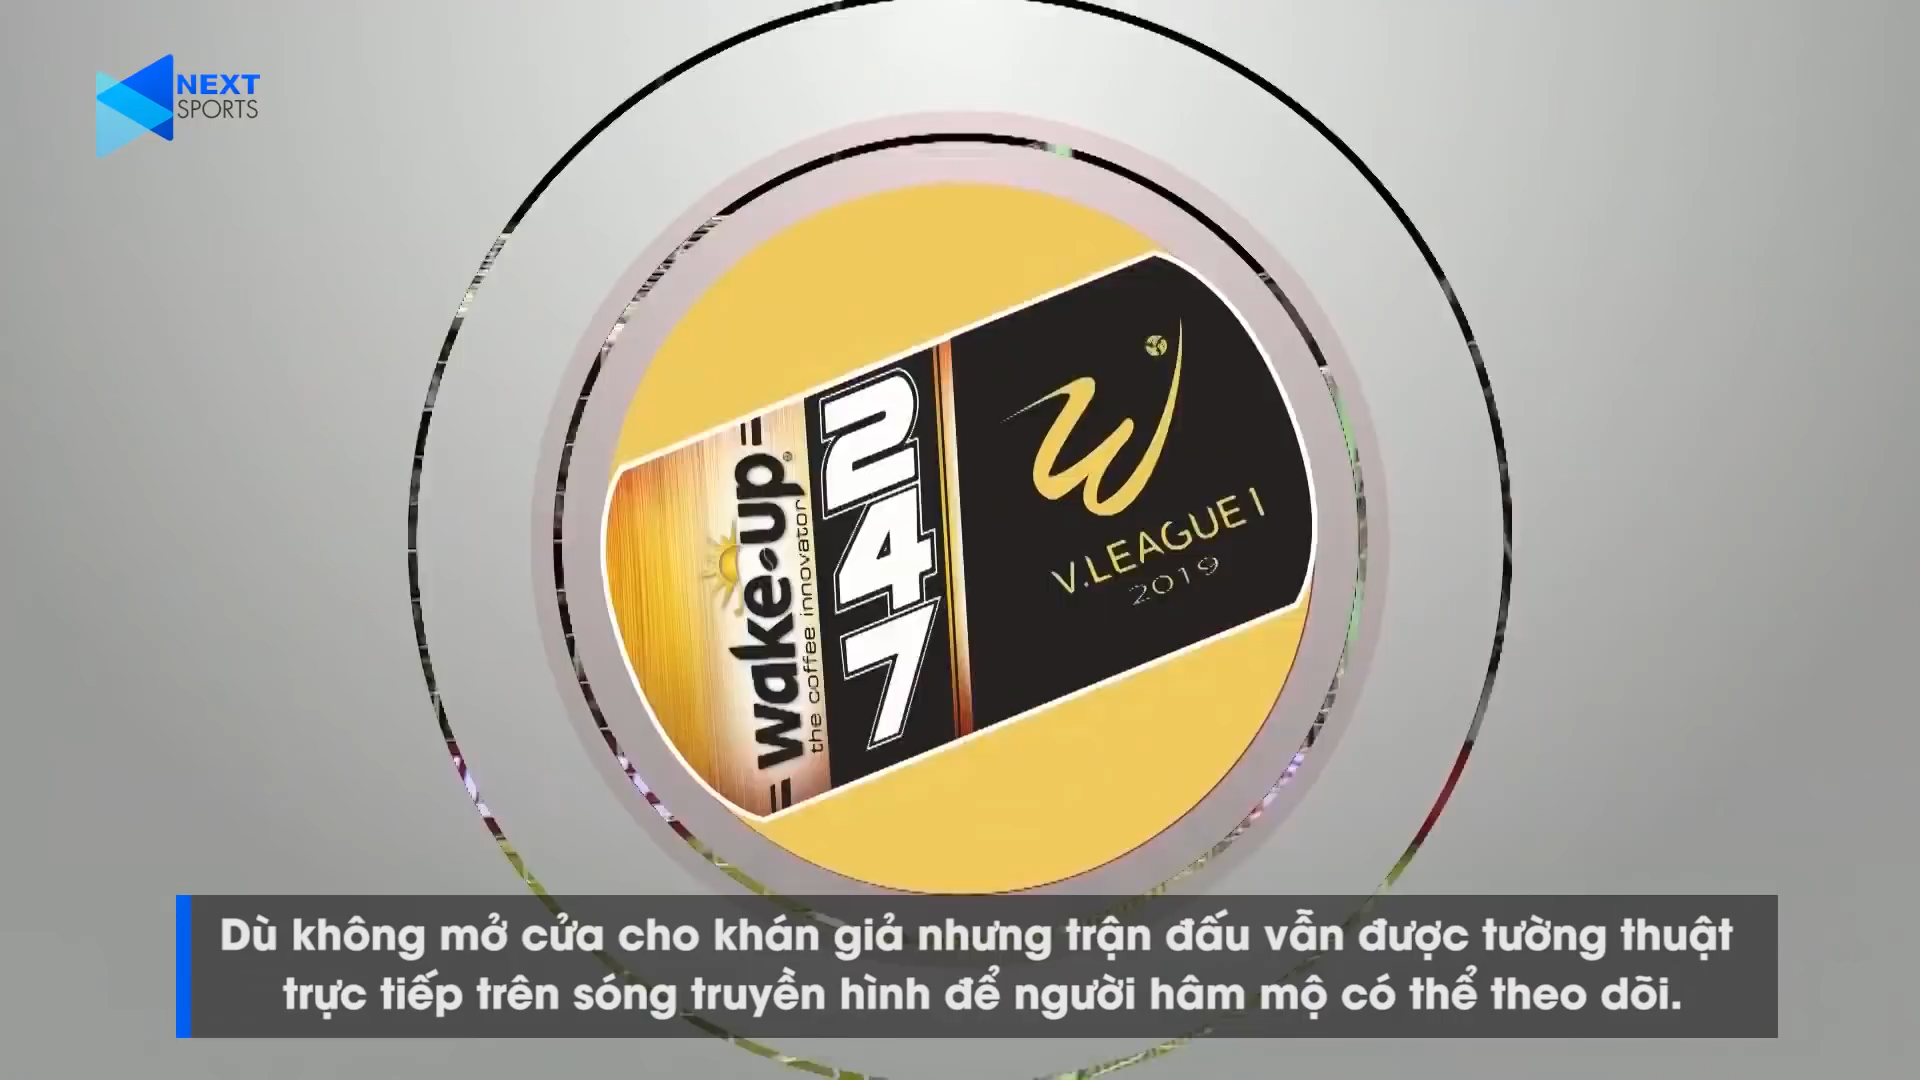 NEXT
SPORTS
wake-up®
the coffee innovator
247
V.LEAGUE 1
2019
Dù không mở cửa cho khán giả nhưng trận đấu vẫn được tường thuật
trực tiếp trên sóng truyền hình để người hâm mộ có thể theo dõi.